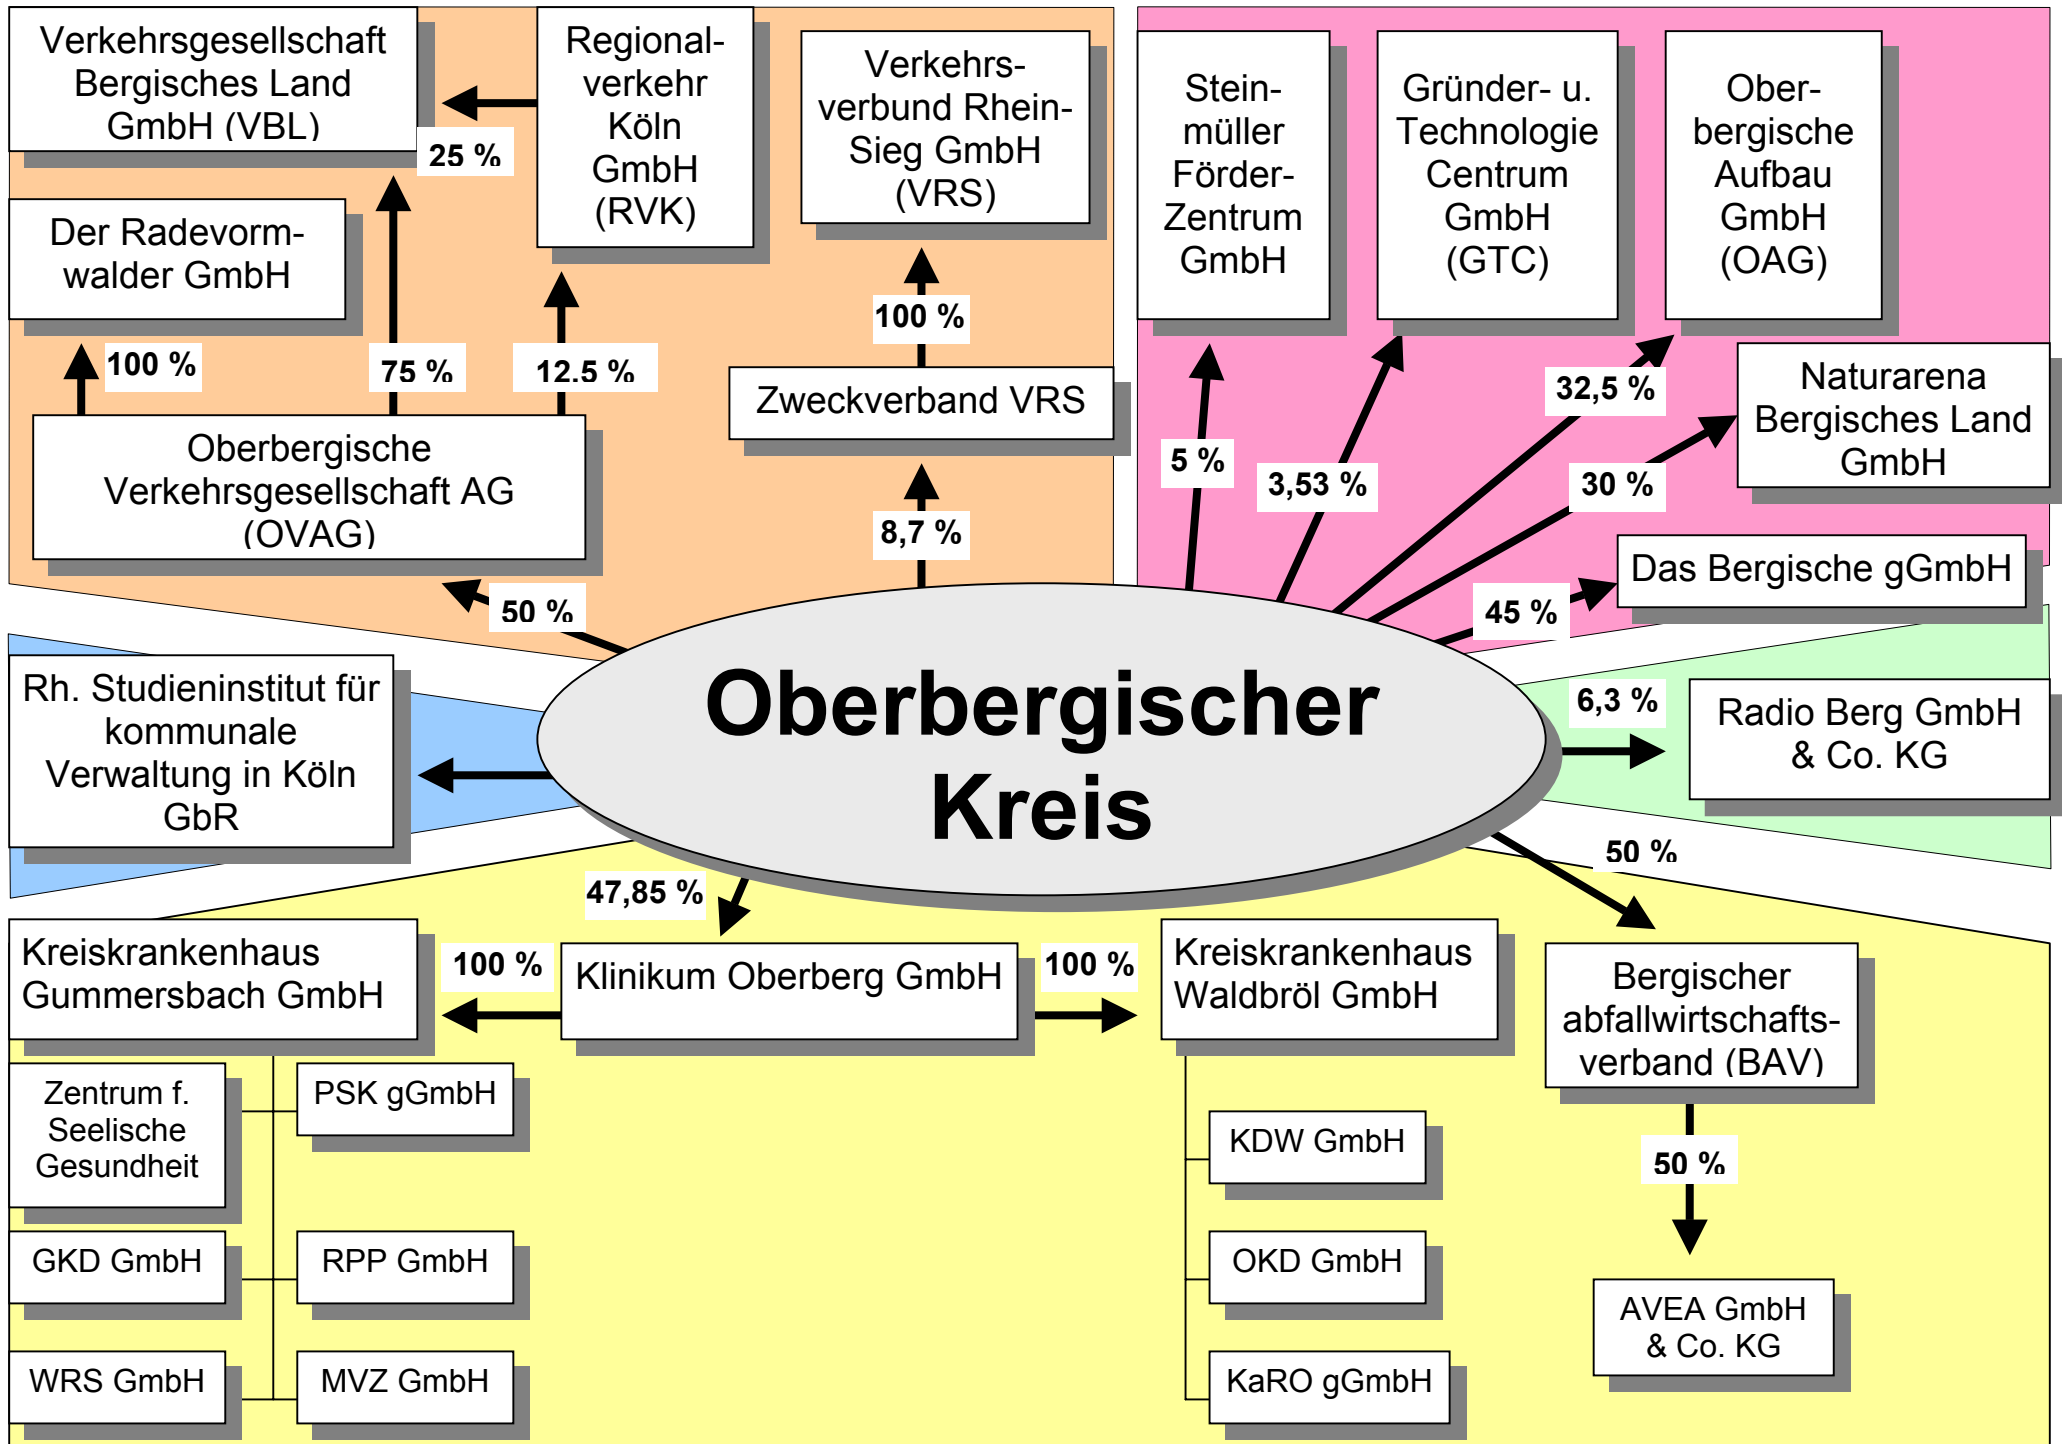 Verkehrsgesellschaft
Bergisches Land
GmbH (VBL)
Regional-
verkehr
Köln
GmbH
(RVK)
Verkehrs-
verbund Rhein-
Sieg GmbH
(VRS)
25 %
Der Radevorm-
walder GmbH
100 %
75 %
12.5 %
100 %
Zweckverband VRS
Oberbergische
Verkehrsgesellschaft AG
(OVAG)
8,7 %
50 %
Stein-
müller
Förder-
Zentrum
GmbH
Gründer- u.
Technologie
Centrum
GmbH
(GTC)
Ober-
bergische
Aufbau
GmbH
(OAG)
Naturarena
Bergisches Land
GmbH
32,5 %
5 %
3,53 %
30 %
Das Bergische gGmbH
45 %
Rh. Studieninstitut für
kommunale
Verwaltung in Köln
GbR
Oberbergischer
Kreis
6,3 %
Radio Berg GmbH
& Co. KG
50 %
47,85 %
Kreiskrankenhaus
Gummersbach GmbH
100 %
Klinikum Oberberg GmbH
100 %
Kreiskrankenhaus
Waldbröl GmbH
Bergischer
abfallwirtschafts-
verband (BAV)
Zentrum f.
Seelische
Gesundheit
PSK gGmbH
GKD GmbH
RPP GmbH
WRS GmbH
MVZ GmbH
KDW GmbH
OKD GmbH
KaRO gGmbH
50 %
AVEA GmbH
& Co. KG